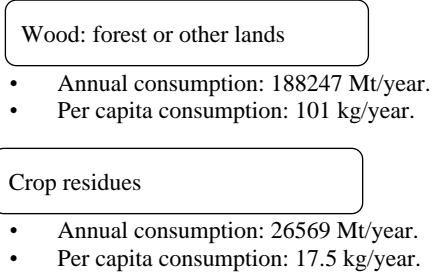 Wood: forest or other lands
• Annual consumption: 188247 Mt/year.
• Per capita consumption: 101 kg/year.
Crop residues
• Annual consumption: 26569 Mt/year.
• Per capita consumption: 17.5 kg/year.